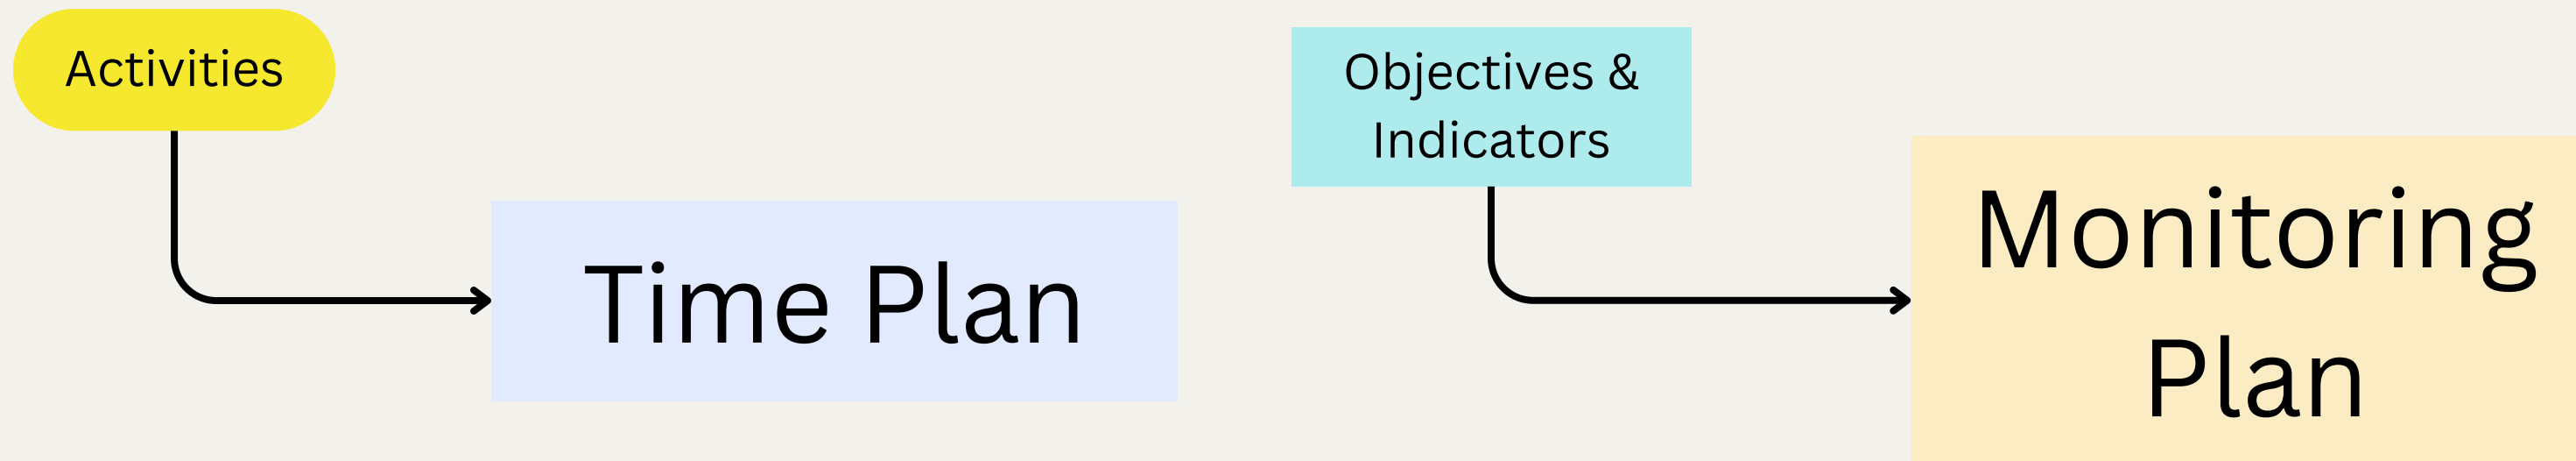 Activities
Time Plan
Objectives &
Indicators
Monitoring
Plan